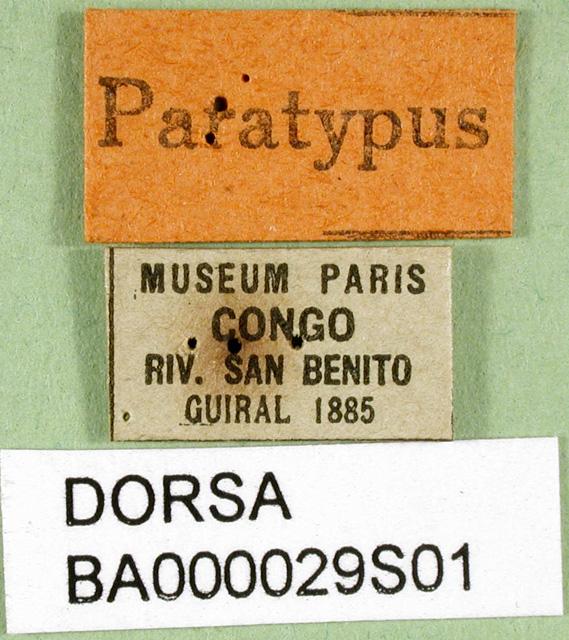 Paratypus
MUSEUM PARIS
CONGO
RIV. SAN BENITO
GUIRAL 1885
DORSA
BA000029S01